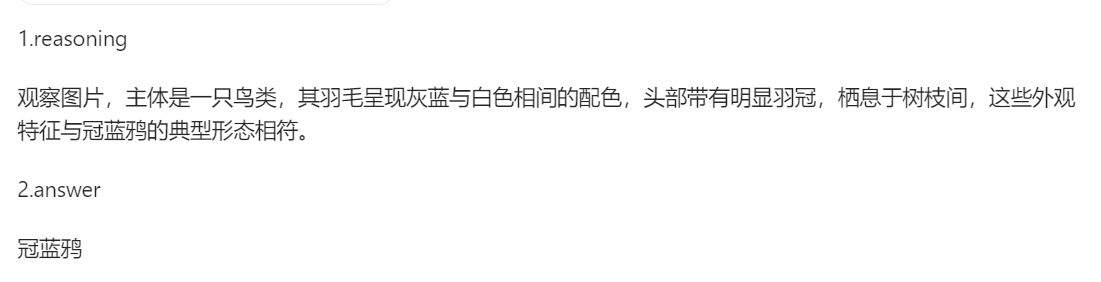 1.reasoning
观察图片，主体是一只鸟类，其羽毛呈现灰蓝与白色相间的配色，头部带有明显羽冠，栖息于树枝间，这些外观
特征与冠蓝鸦的典型形态相符。
2.answer
冠蓝鸦